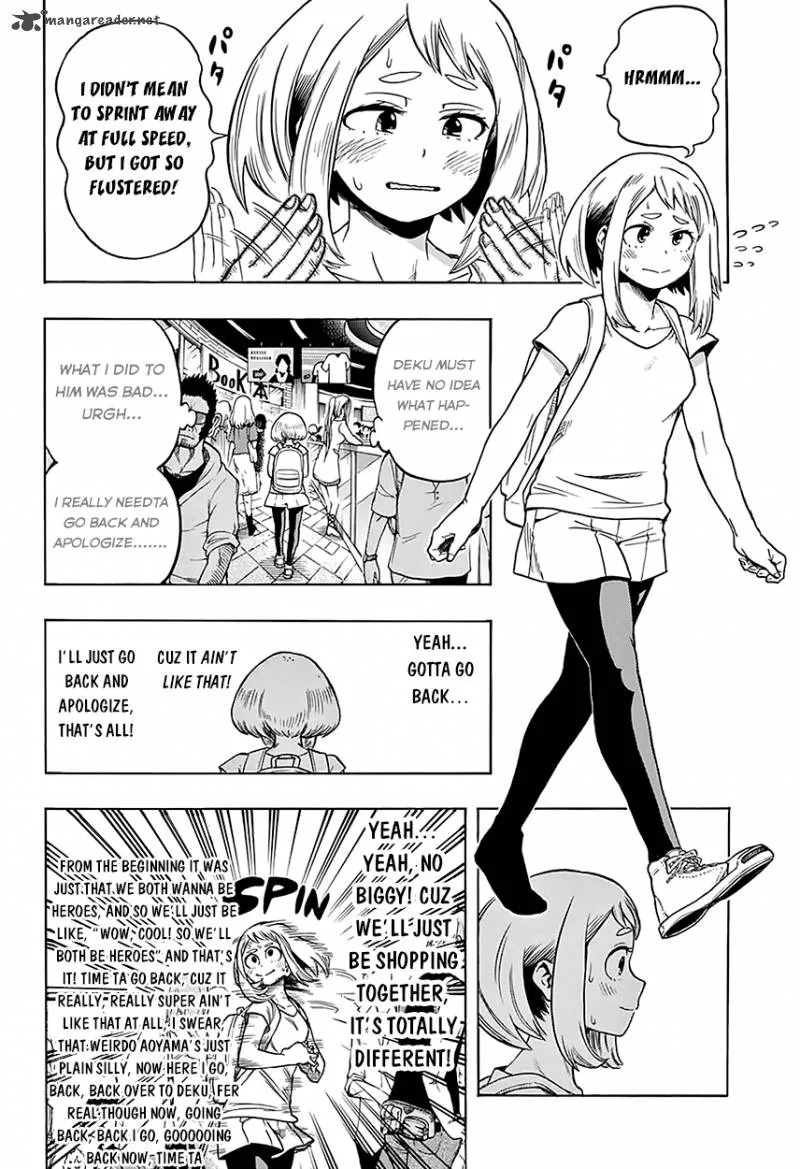 mangareader.net
HRMMM...
パタ
パタ
I DIDN'T MEAN
TO SPRINT AWAY
AT FULL SPEED,
BUT I GOT SO
FLUSTERED!
DEKU MUST
HAVE NO IDEA
WHAT HAP-
PENED...
BOOK
本
WHAT I DID TO
HIM WAS BAD...
URGH...
I REALLY NEEDTA
GO BACK AND
APOLOGIZE.......
YEAH...
GOTTA GO
BACK...
CUZ IT AIN'T
LIKE THAT!
I'LL JUST GO
BACK AND
APOLOGIZE,
THAT'S ALL!
YEAH...
YEAH, NO
BIGGY! CUZ
WE'LL JUST
BE SHOPPING
TOGETHER,
IT'S TOTALLY
DIFFERENT!
SPIN
FROM THE BEGINNING IT WAS
JUST THAT WE BOTH WANNA BE
HEROES, AND SO WE'LL JUST BE
LIKE, "WOW, COOL! SO WE'LL
BOTH BE HEROES" AND THAT'S
IT! TIME TA GO BACK, CUZ IT
REALLY, REALLY SUPER AIN'T
LIKE THAT AT ALL, I SWEAR,
THAT WEIRDO AOYAMA'S JUST
PLAIN SILLY, NOW HERE I GO,
BACK, BACK OVER TO DEKU, FER
REAL THOUGH NOW, GOING
BACK, BACK I GO, GOOOOOING
... BACK NOW, TIME TA